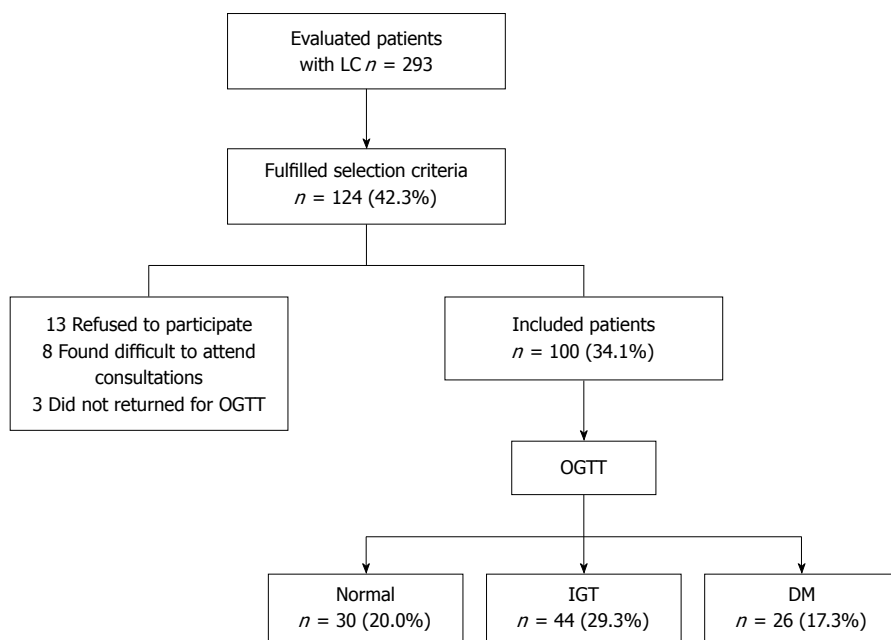 Evaluated patients
with LC n = 293
Fulfilled selection criteria
n = 124 (42.3%)
13 Refused to participate
8 Found difficult to attend
consultations
3 Did not returned for OGTT
Included patients
n = 100 (34.1%)
OGTT
Normal
n = 30 (20.0%)
IGT
n = 44 (29.3%)
DM
n = 26 (17.3%)